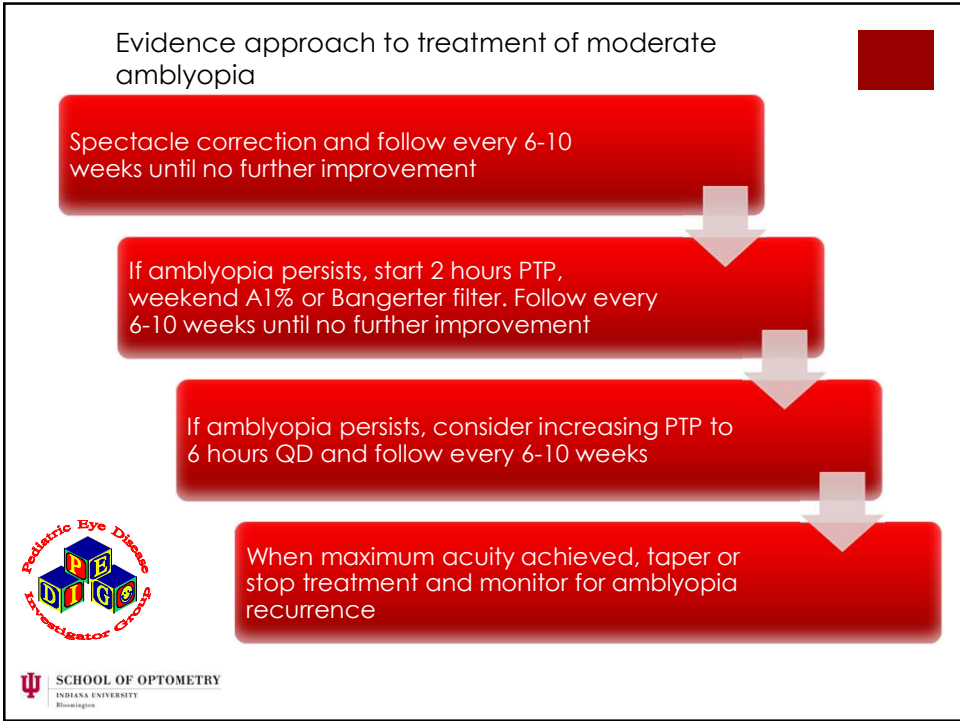 Evidence approach to treatment of moderate
amblyopia
Spectacle correction and follow every 6-10
weeks until no further improvement
If amblyopia persists, start 2 hours PTP,
weekend A1% or Bangerter filter. Follow every
6-10 weeks until no further improvement
If amblyopia persists, consider increasing PTP to
6 hours QD and follow every 6-10 weeks
When maximum acuity achieved, taper or
stop treatment and monitor for amblyopia
recurrence
Pediatric Eye Disease
P E
D I G S
Investigator Group
SCHOOL OF OPTOMETRY
INDIANA UNIVERSITY
Bloomington